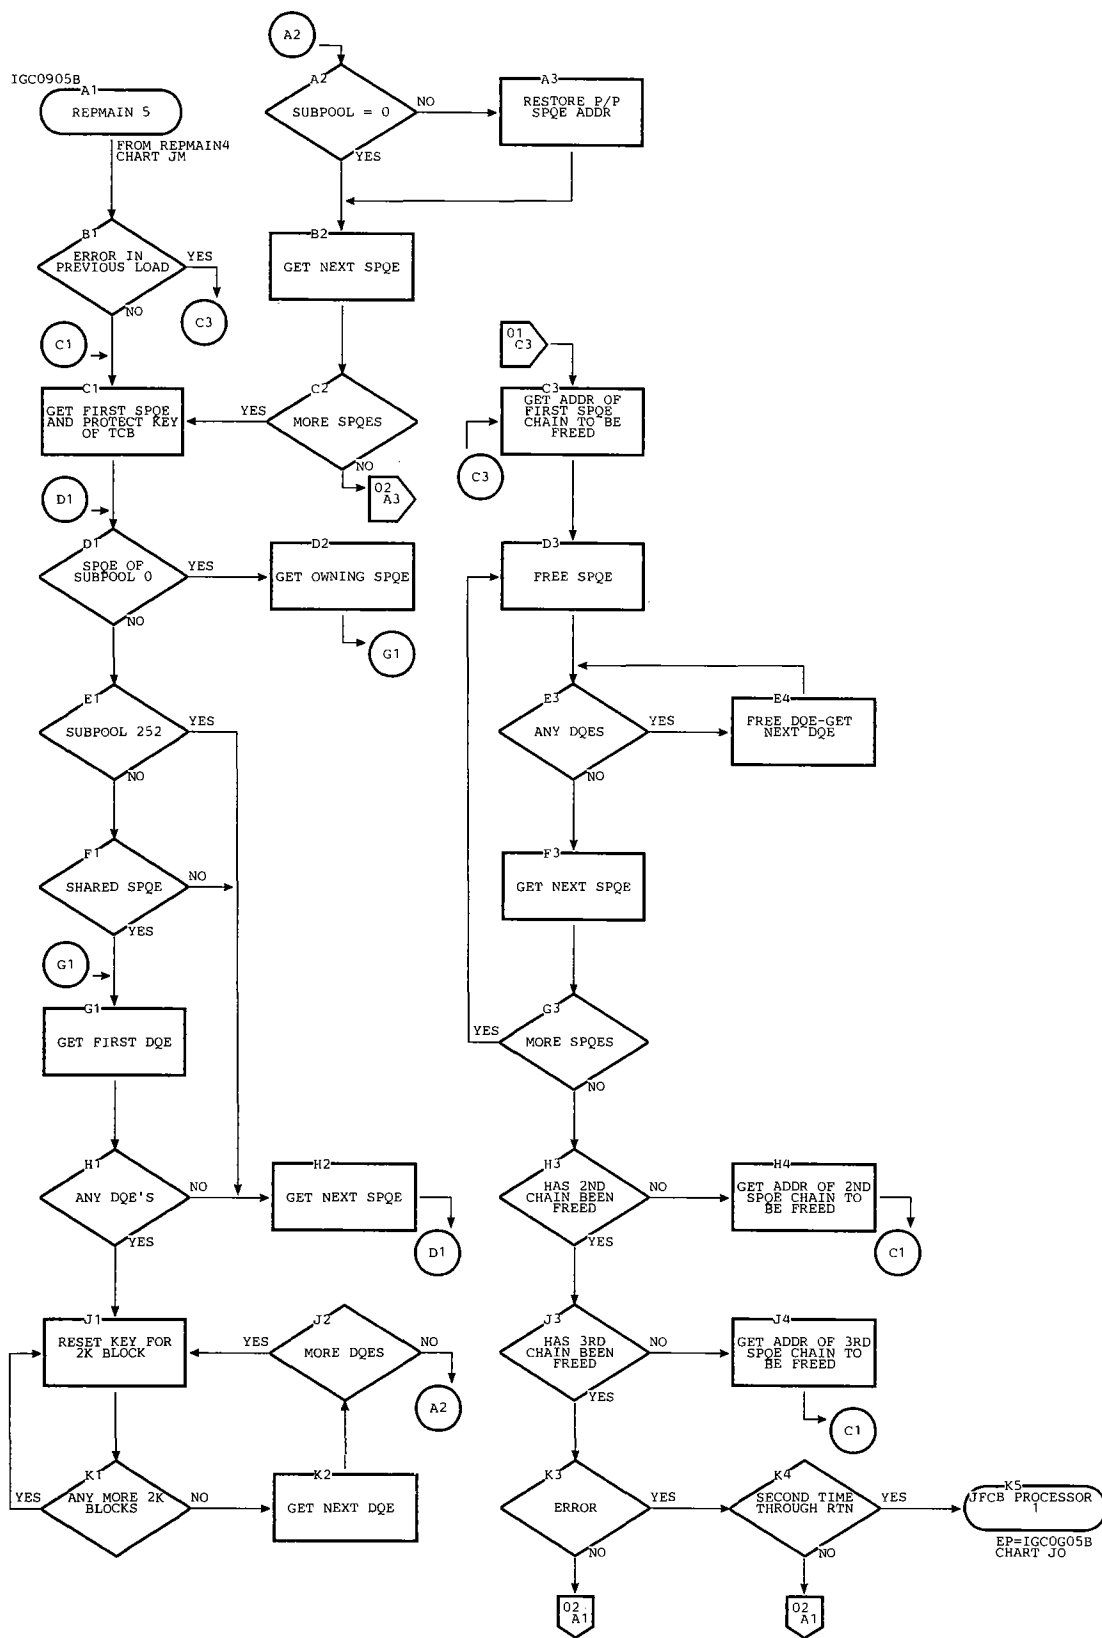 IGC0905B
A1
REPMAIN 5
FROM REPMAIN4
CHART JM
B1
ERROR IN
PREVIOUS LOAD
YES
NO
C3
C1
C1
GET FIRST SPQE
AND PROTECT KEY
OF TCB
D1
D1
SPQE OF
SUBPOOL 0
YES
NO
E1
SUBPOOL 252
YES
NO
F1
SHARED SPQE
NO
YES
G1
G1
GET FIRST DQE
H1
ANY DQE'S
NO
YES
J1
RESET KEY FOR
2K BLOCK
K1
ANY MORE 2K
BLOCKS
YES
NO
A2
A2
SUBPOOL = 0
NO
YES
A3
RESTORE P/P
SPQE ADDR
B2
GET NEXT SPQE
C2
MORE SPQES
YES
NO
02
A3
D2
GET OWNING SPQE
G1
H2
GET NEXT SPQE
D1
J2
MORE DQES
YES
NO
A2
K2
GET NEXT DQE
01
C3
C3
GET ADDR OF
FIRST SPQE
CHAIN TO BE
FREED
C3
D3
FREE SPQE
E3
ANY DQES
YES
NO
E4
FREE DQE-GET
NEXT DQE
F3
GET NEXT SPQE
G3
MORE SPQES
YES
NO
H3
HAS 2ND
CHAIN BEEN
FREED
NO
YES
H4
GET ADDR OF 2ND
SPQE CHAIN TO
BE FREED
C1
J3
HAS 3RD
CHAIN BEEN
FREED
NO
YES
J4
GET ADDR OF 3RD
SPQE CHAIN TO
BE FREED
C1
K3
ERROR
YES
NO
02
A1
K4
SECOND TIME
THROUGH RTN
YES
NO
02
A1
K5
JFCB PROCESSOR
1
EP=IGC0G05B
CHART JO